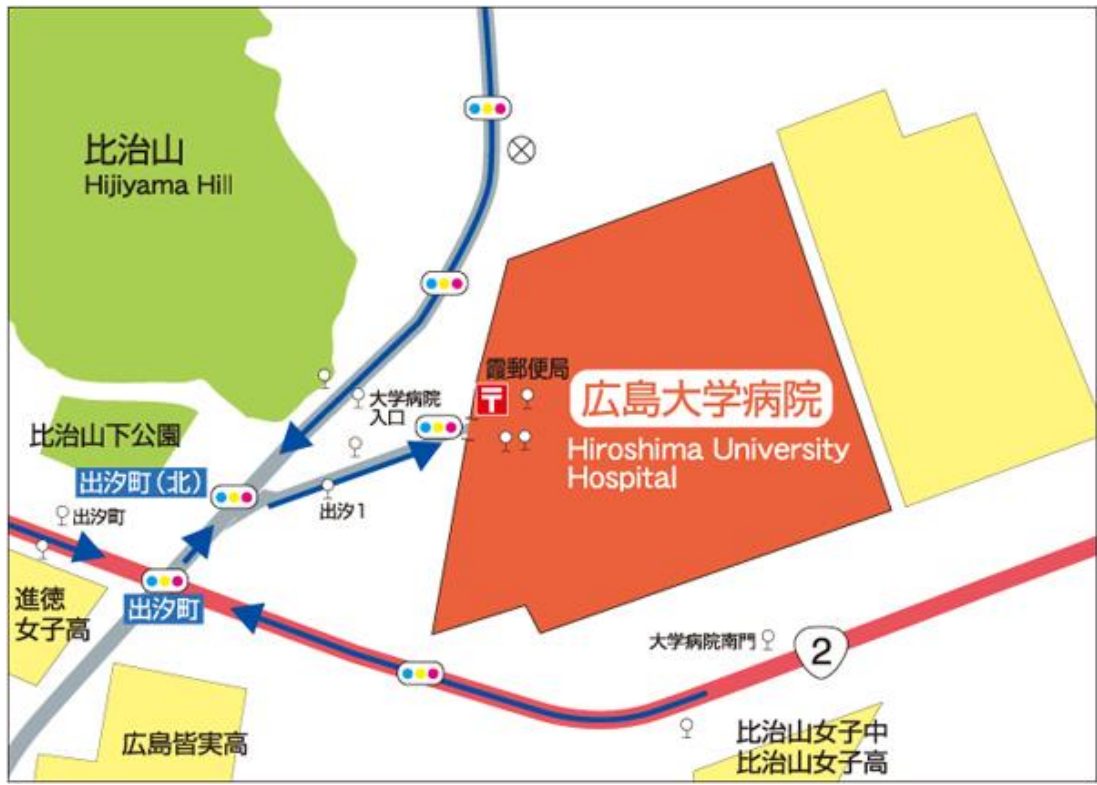 比治山
Hijiyama Hill
霞郵便局
〒
大学病院
入口
広島大学病院
Hiroshima University
Hospital
比治山下公園
出汐町(北)
出汐1
出汐町
出汐町
進徳
女子高
大学病院南門
2
広島皆実高
比治山女子中
比治山女子高